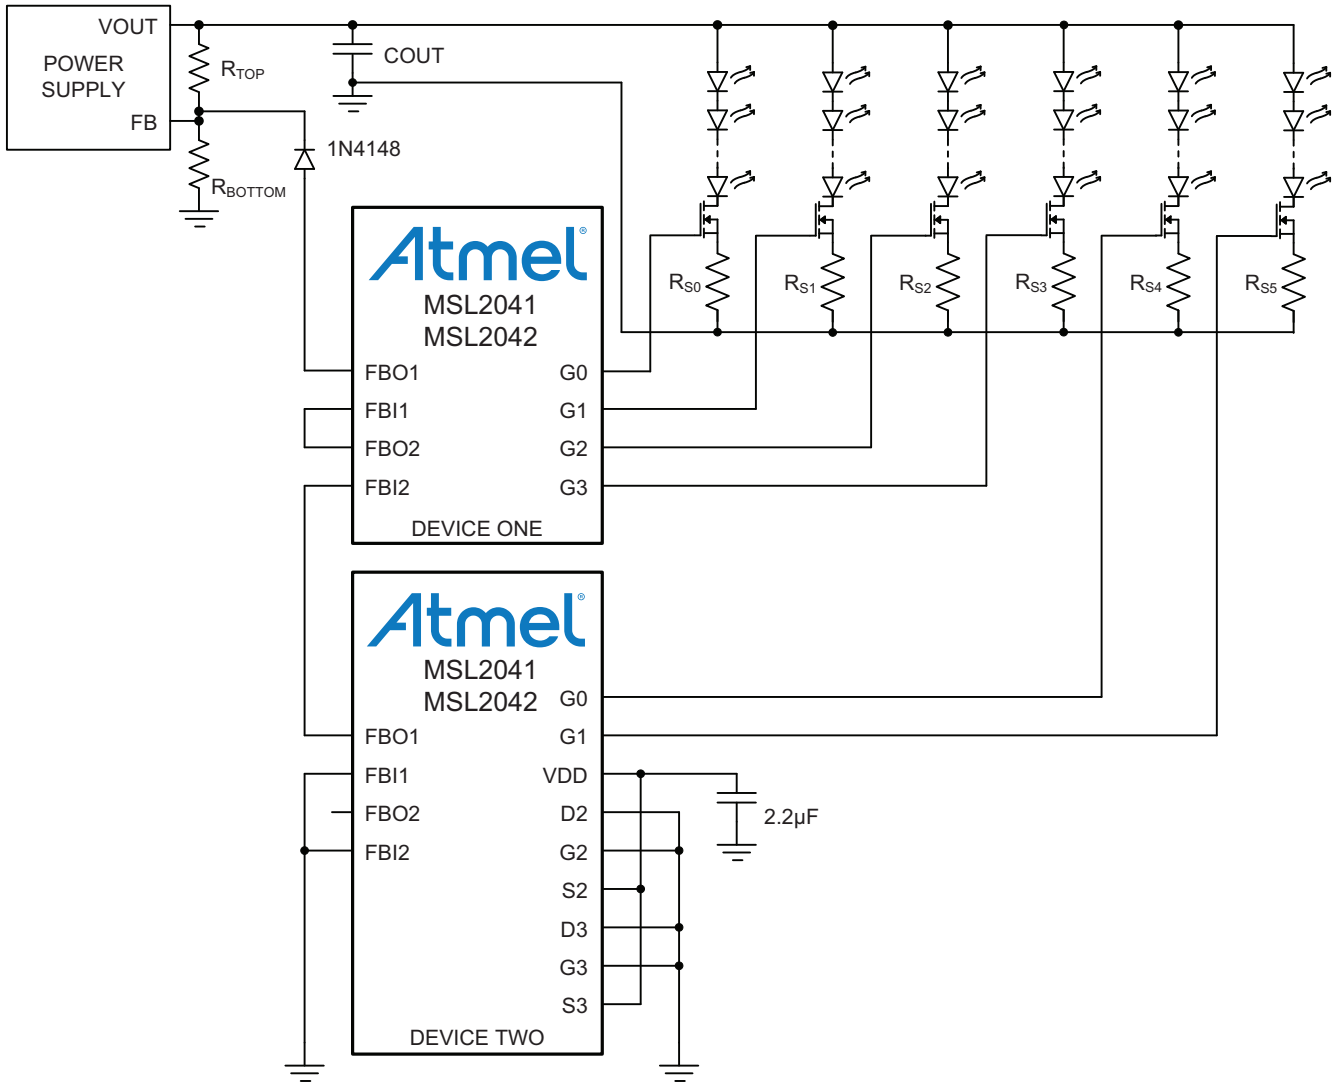 VOUT
POWER
SUPPLY
FB
RTOP
RBOTTOM
COUT
1N4148
RS0
RS1
RS2
RS3
RS4
RS5
Atmel®
MSL2041
MSL2042
FBO1
FBI1
FBO2
FBI2
G0
G1
G2
G3
DEVICE ONE
Atmel®
MSL2041
MSL2042
FBO1
FBI1
FBO2
FBI2
G0
G1
VDD
D2
G2
S2
D3
G3
S3
2.2µF
DEVICE TWO